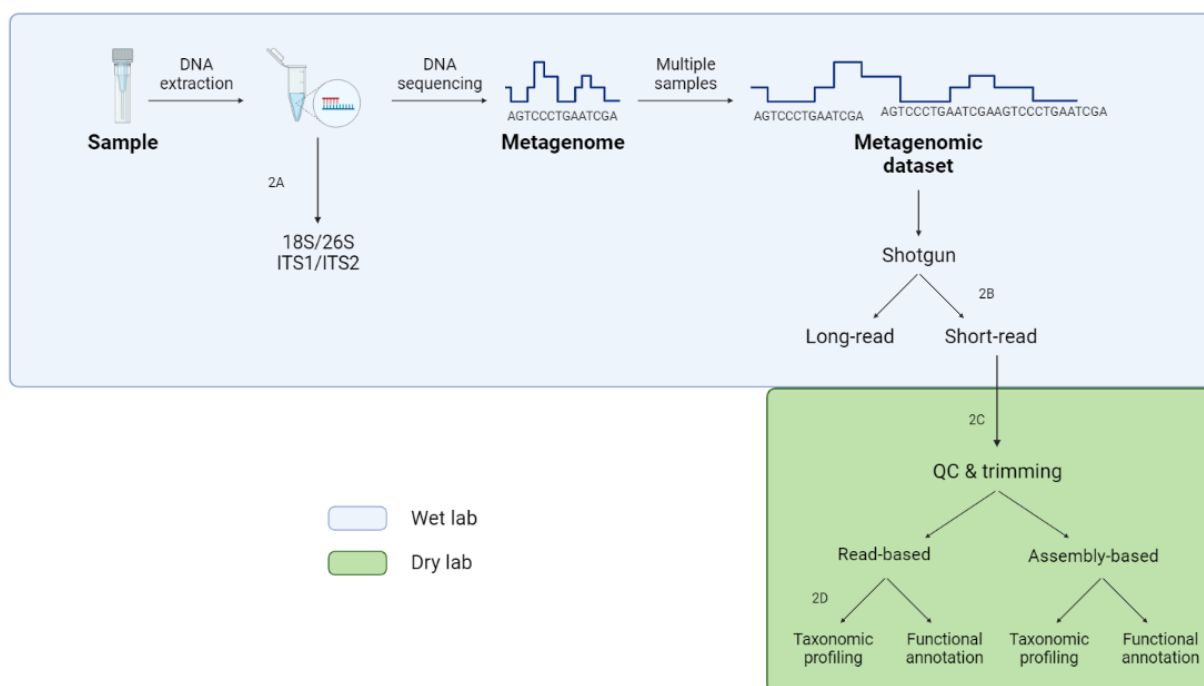 DNA
extraction
DNA
sequencing
Multiple
samples
AGTCCCTGAATCGA
AGTCCCTGAATCGA
AGTCCCTGAATCGAAGTCCCTGAATCGA
Sample
Metagenome
Metagenomic
dataset
2A
18S/26S
ITS1/ITS2
Shotgun
2B
Long-read
Short-read
2C
QC & trimming
Wet lab
Dry lab
Read-based
Assembly-based
2D
Taxonomic
profiling
Functional
annotation
Taxonomic
profiling
Functional
annotation